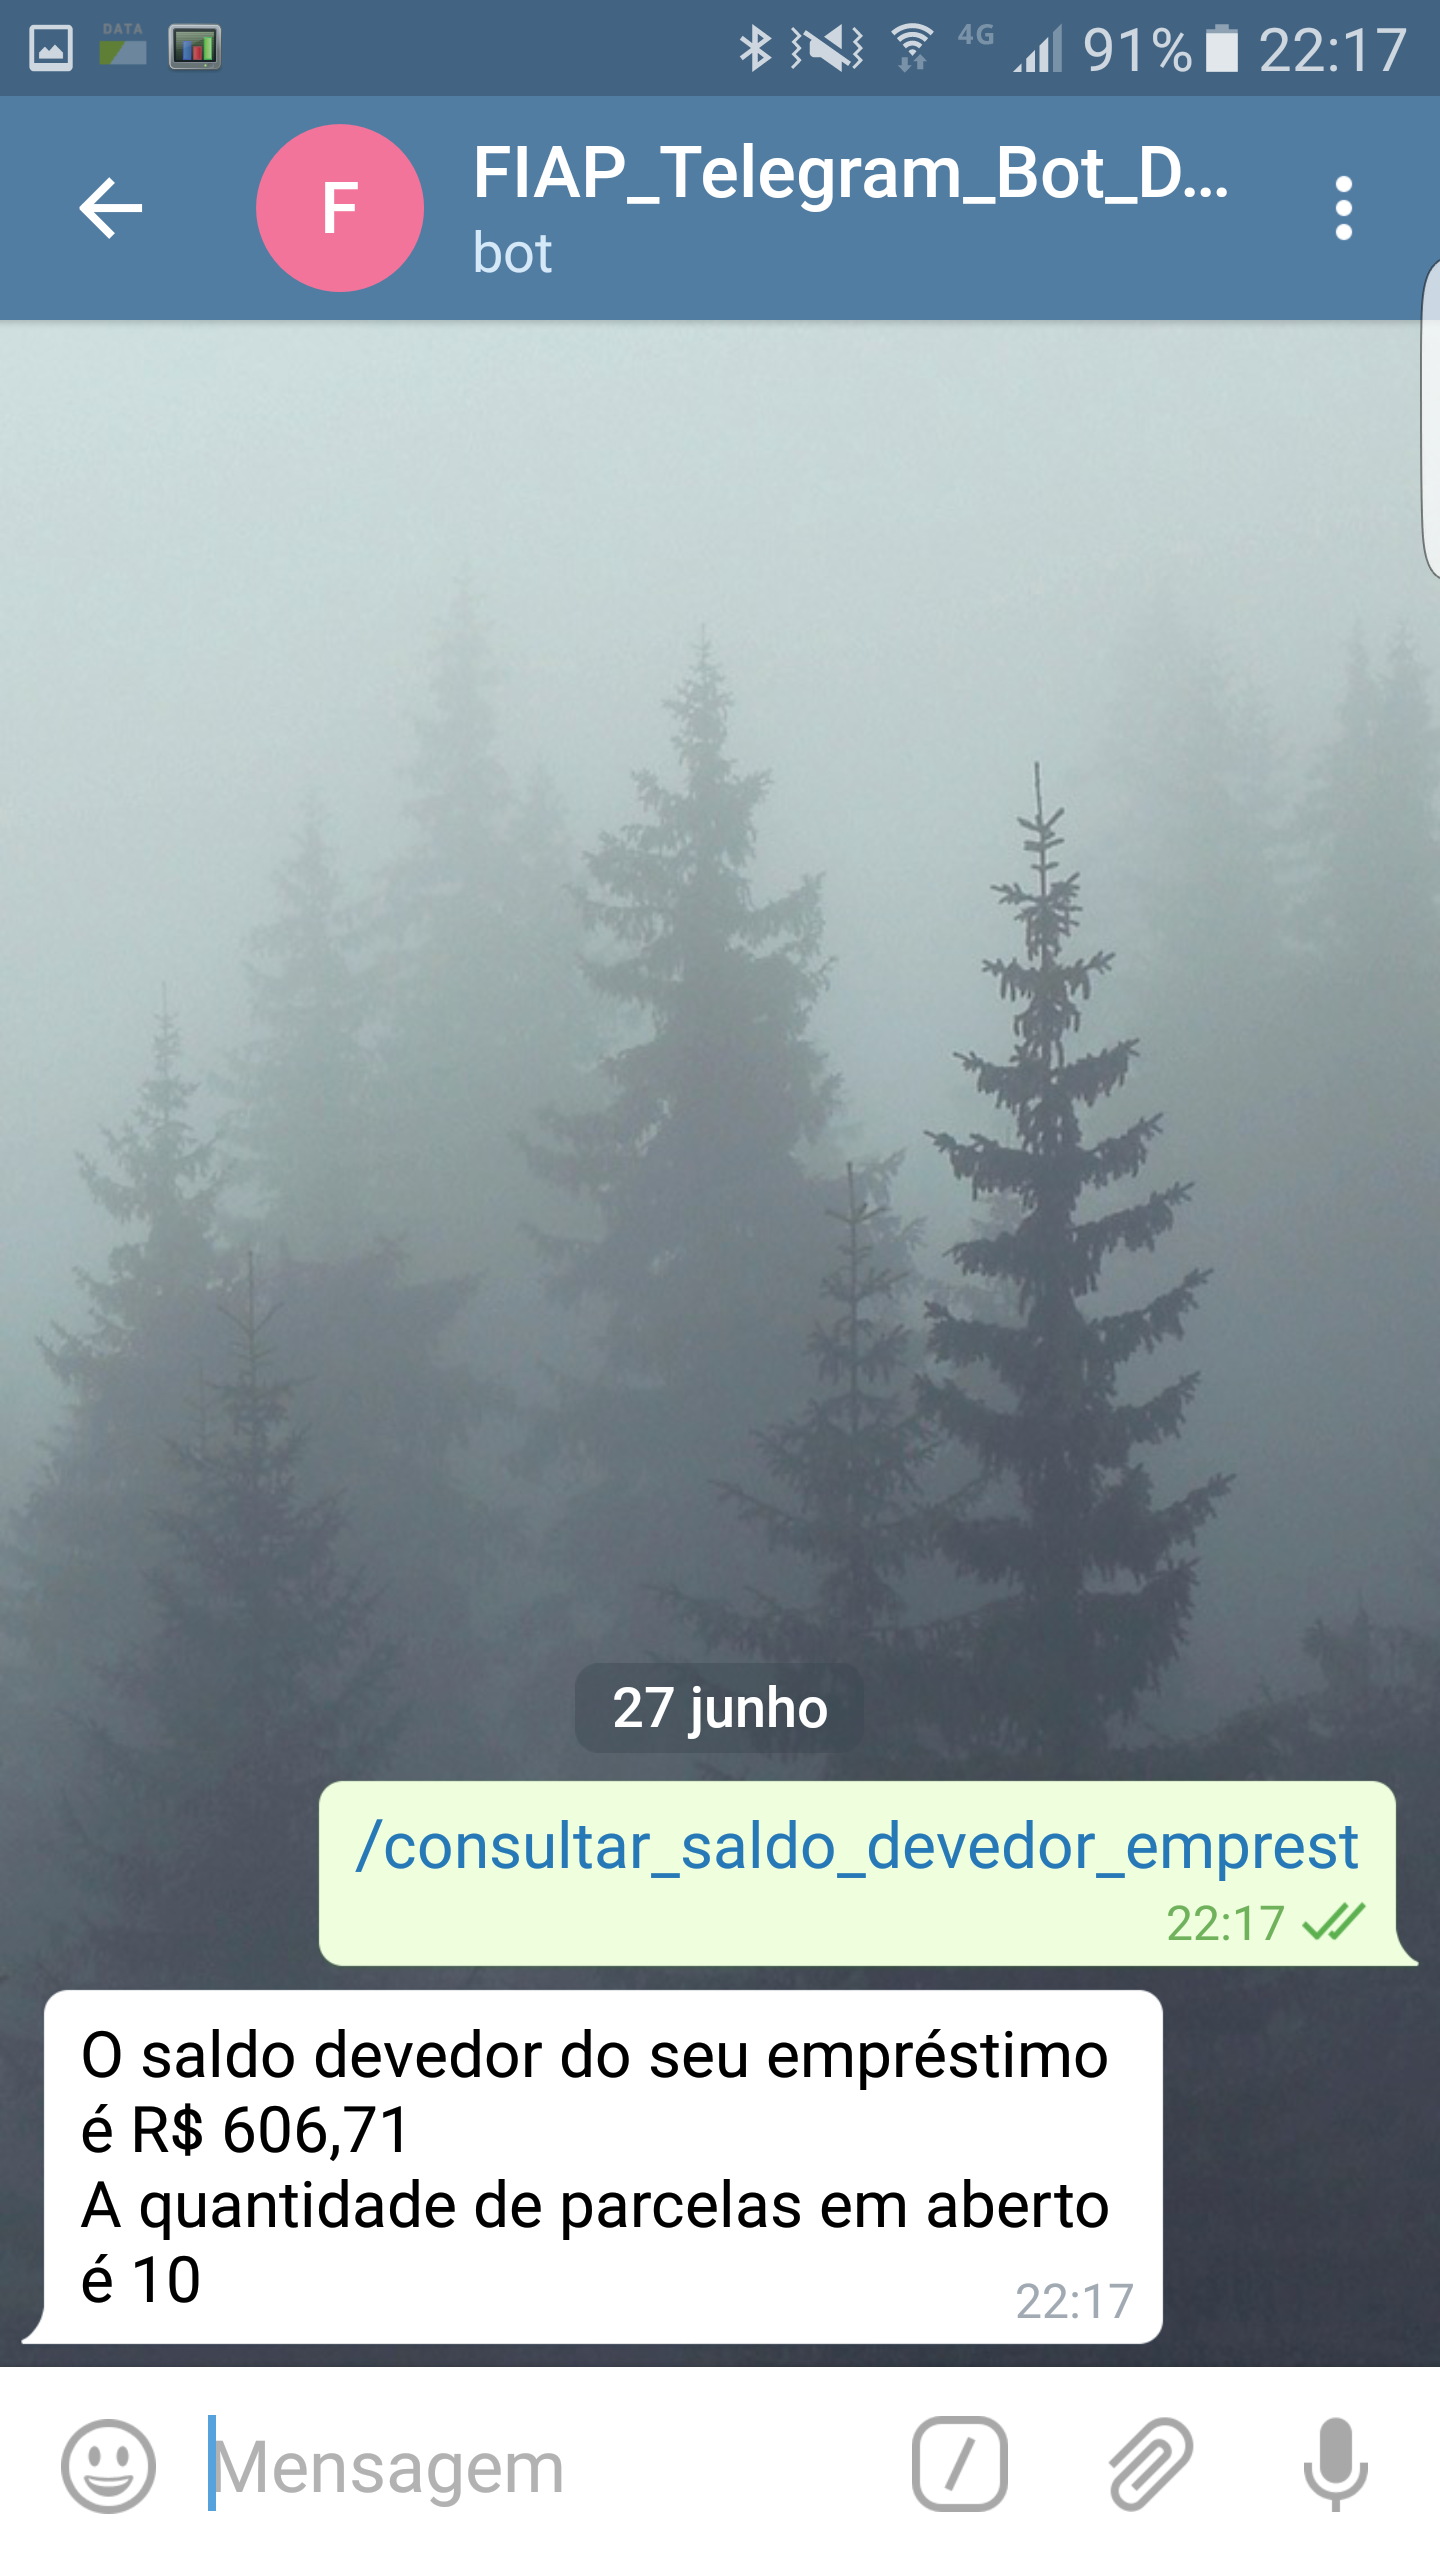 DATA
4G
91%
22:17
F
FIAP_Telegram_Bot_D...
bot
27 junho
/consultar_saldo_devedor_emprest
22:17
O saldo devedor do seu empréstimo
é R$ 606,71
A quantidade de parcelas em aberto
é 10
22:17
Mensagem